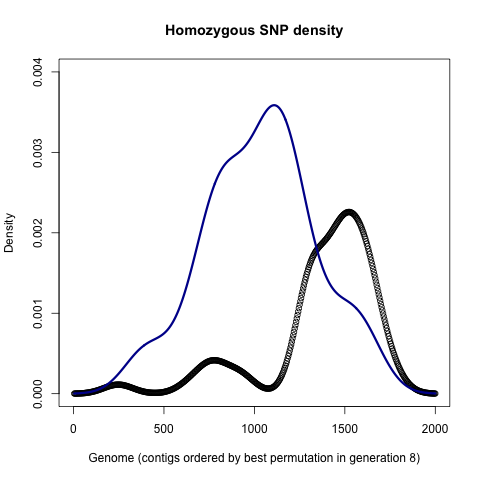 Homozygous SNP density
Density
0.004
0.003
0.002
0.001
0.000
0 500 1000 1500 2000
Genome (contigs ordered by best permutation in generation 8)